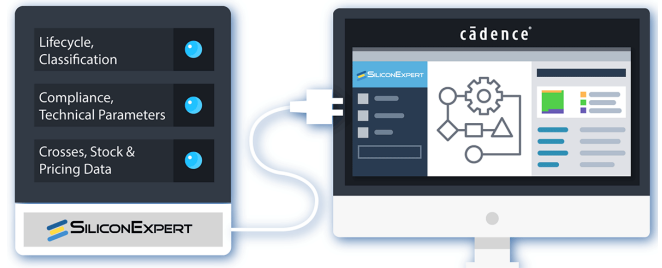 Lifecycle,
Classification
Compliance,
Technical Parameters
Crosses, Stock &
Pricing Data
SILICONEXPERT
cādence®
SILICONEXPERT